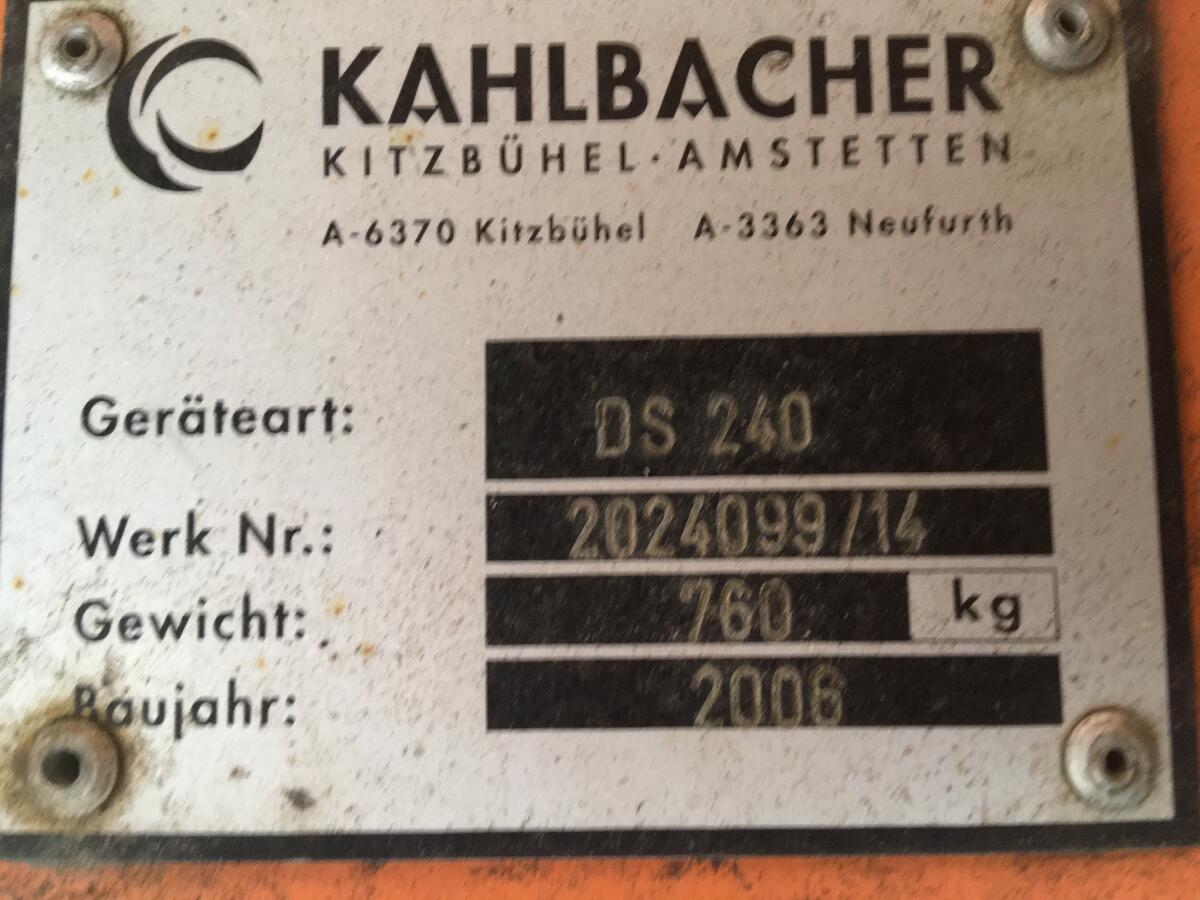 KAHLBACHER
KITZBÜHEL·AMSTETTEN
A-6370 Kitzbühel A-3363 Neufurth
Geräteart: DS 240
Werk Nr.: 2024099/14
Gewicht: 760 kg
Baujahr: 2006